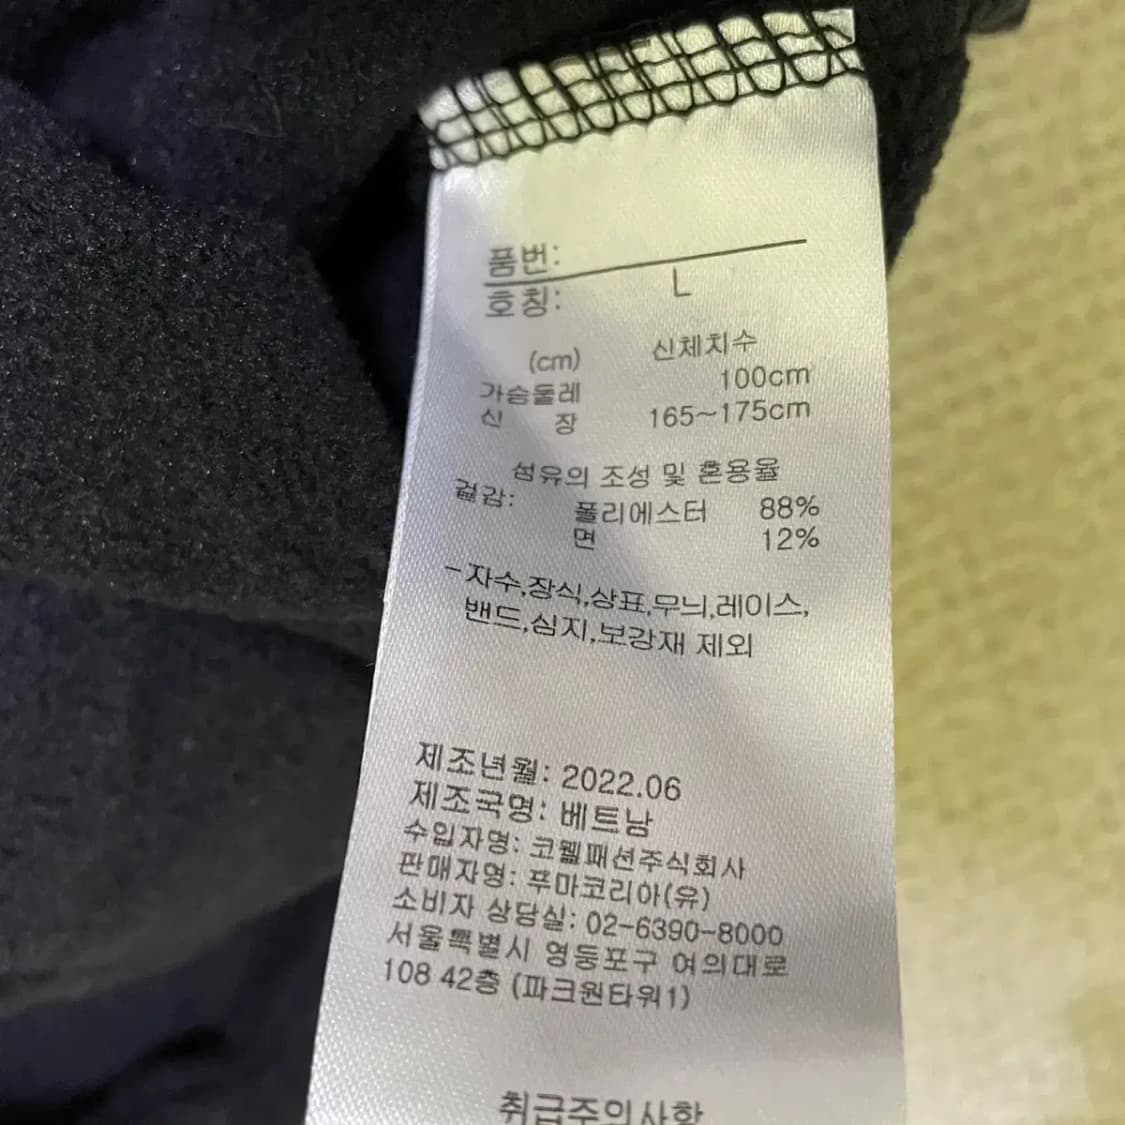 품번:
호칭: L
(cm) 신체치수
가슴둘레 100cm
신 장 165~175cm
섬유의 조성 및 혼용율
겉감: 폴리에스터 88%
면 12%
-자수,장식,상표,무늬,레이스,
밴드,심지,보강재 제외
제조년월: 2022.06
제조국명: 베트남
수입자명: 코웰패션주식회사
판매자명: 푸마코리아(유)
소비자 상담실: 02-6390-8000
서울특별시 영등포구 여의대로
108 42층 (파크원타워1)
취급주의사항